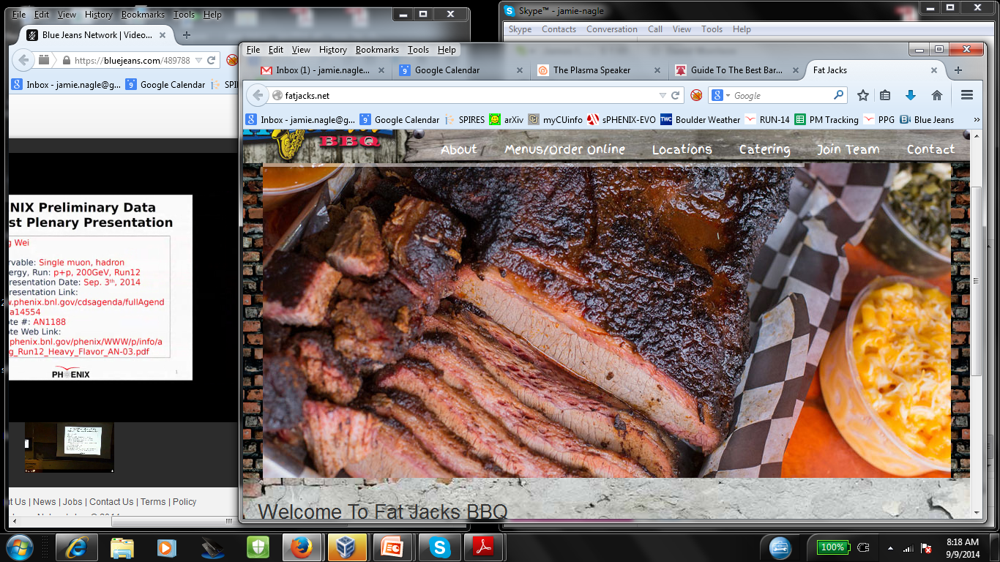 File Edit View History Bookmarks Tools Help
Blue Jeans Network | Video...
https://bluejeans.com/489788
Inbox - jamie.nagle@g... Google Calendar SPI
NIX Preliminary Data
st Plenary Presentation
g Wei
rvable: Single muon, hadron
ergy, Run: p+p, 200GeV, Run12
resentation Date: Sep. 3th, 2014
resentation Link:
w.phenix.bnl.gov/cdsagenda/fullAgend
a14554
ote #: AN1188
ote Web Link:
phenix.bnl.gov/phenix/WWW/p/info/a
g_Run12_Heavy_Flavor_AN-03.pdf
PHENIX
1
t Us | News | Jobs | Contact Us | Terms | Policy
Skype™ - jamie-nagle
Skype Contacts Conversation Call View Tools Help
File Edit View History Bookmarks Tools Help
Inbox (1) - jamie.nagle... Google Calendar The Plasma Speaker Guide To The Best Bar... Fat Jacks
fatjacks.net
Google
Inbox - jamie.nagle@g... Google Calendar SPIRES arXiv myCUinfo sPHENIX-EVO TWC Boulder Weather RUN-14 PM Tracking PPG Blue Jeans »
BBQ
About Menus/Order Online Locations Catering Join Team Contact
Welcome To Fat Jacks BBQ
100%
8:18 AM
9/9/2014